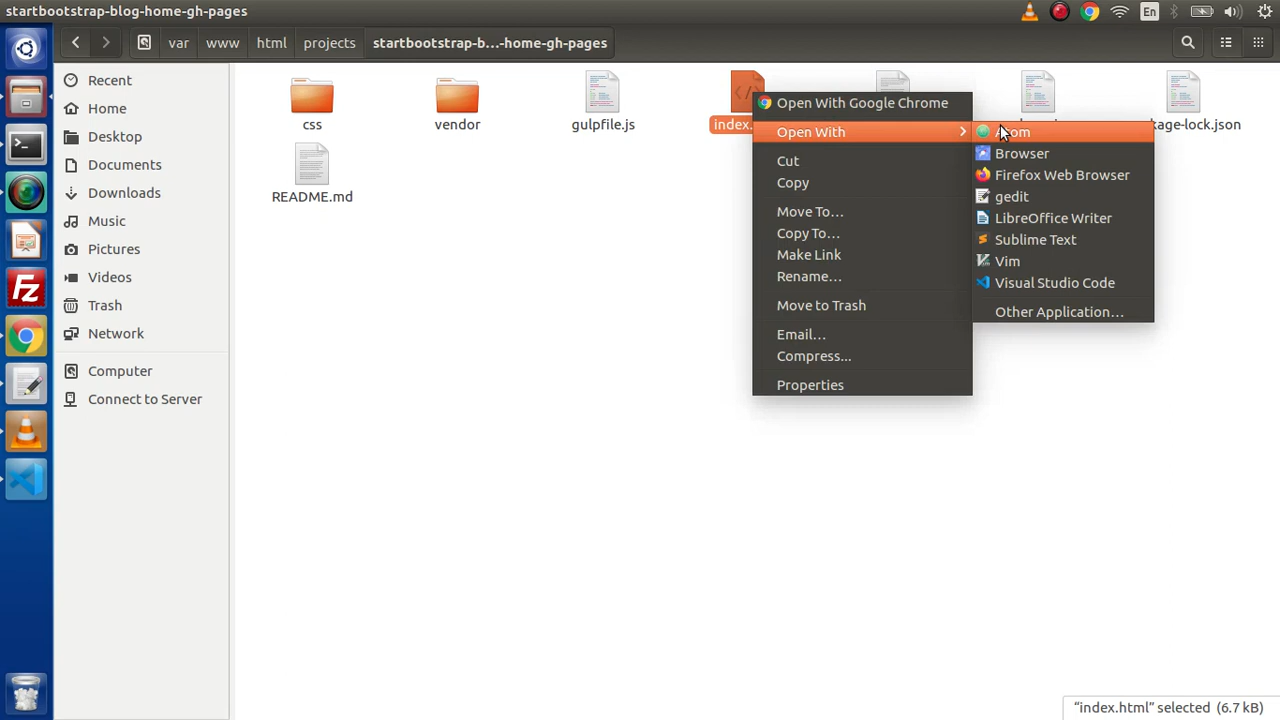 startbootstrap-blog-home-gh-pages
En
var
www
html
projects
startbootstrap-b...-home-gh-pages
Recent
Home
Desktop
Documents
Downloads
Music
Pictures
Videos
Trash
Network
Computer
Connect to Server
css
vendor
gulpfile.js
index.
kage-lock.json
README.md
Open With Google Chrome
Open With
Cut
Copy
Move To...
Copy To...
Make Link
Rename...
Move to Trash
Email...
Compress...
Properties
Browser
Firefox Web Browser
gedit
LibreOffice Writer
Sublime Text
Vim
Visual Studio Code
Other Application...
Fz
"index.html" selected (6.7 kB)